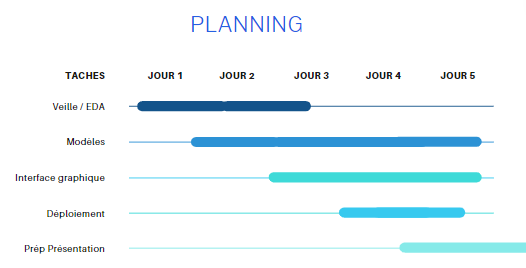 PLANNING
TACHES JOUR 1 JOUR 2 JOUR 3 JOUR 4 JOUR 5
Veille / EDA
Modèles
Interface graphique
Déploiement
Prép Présentation